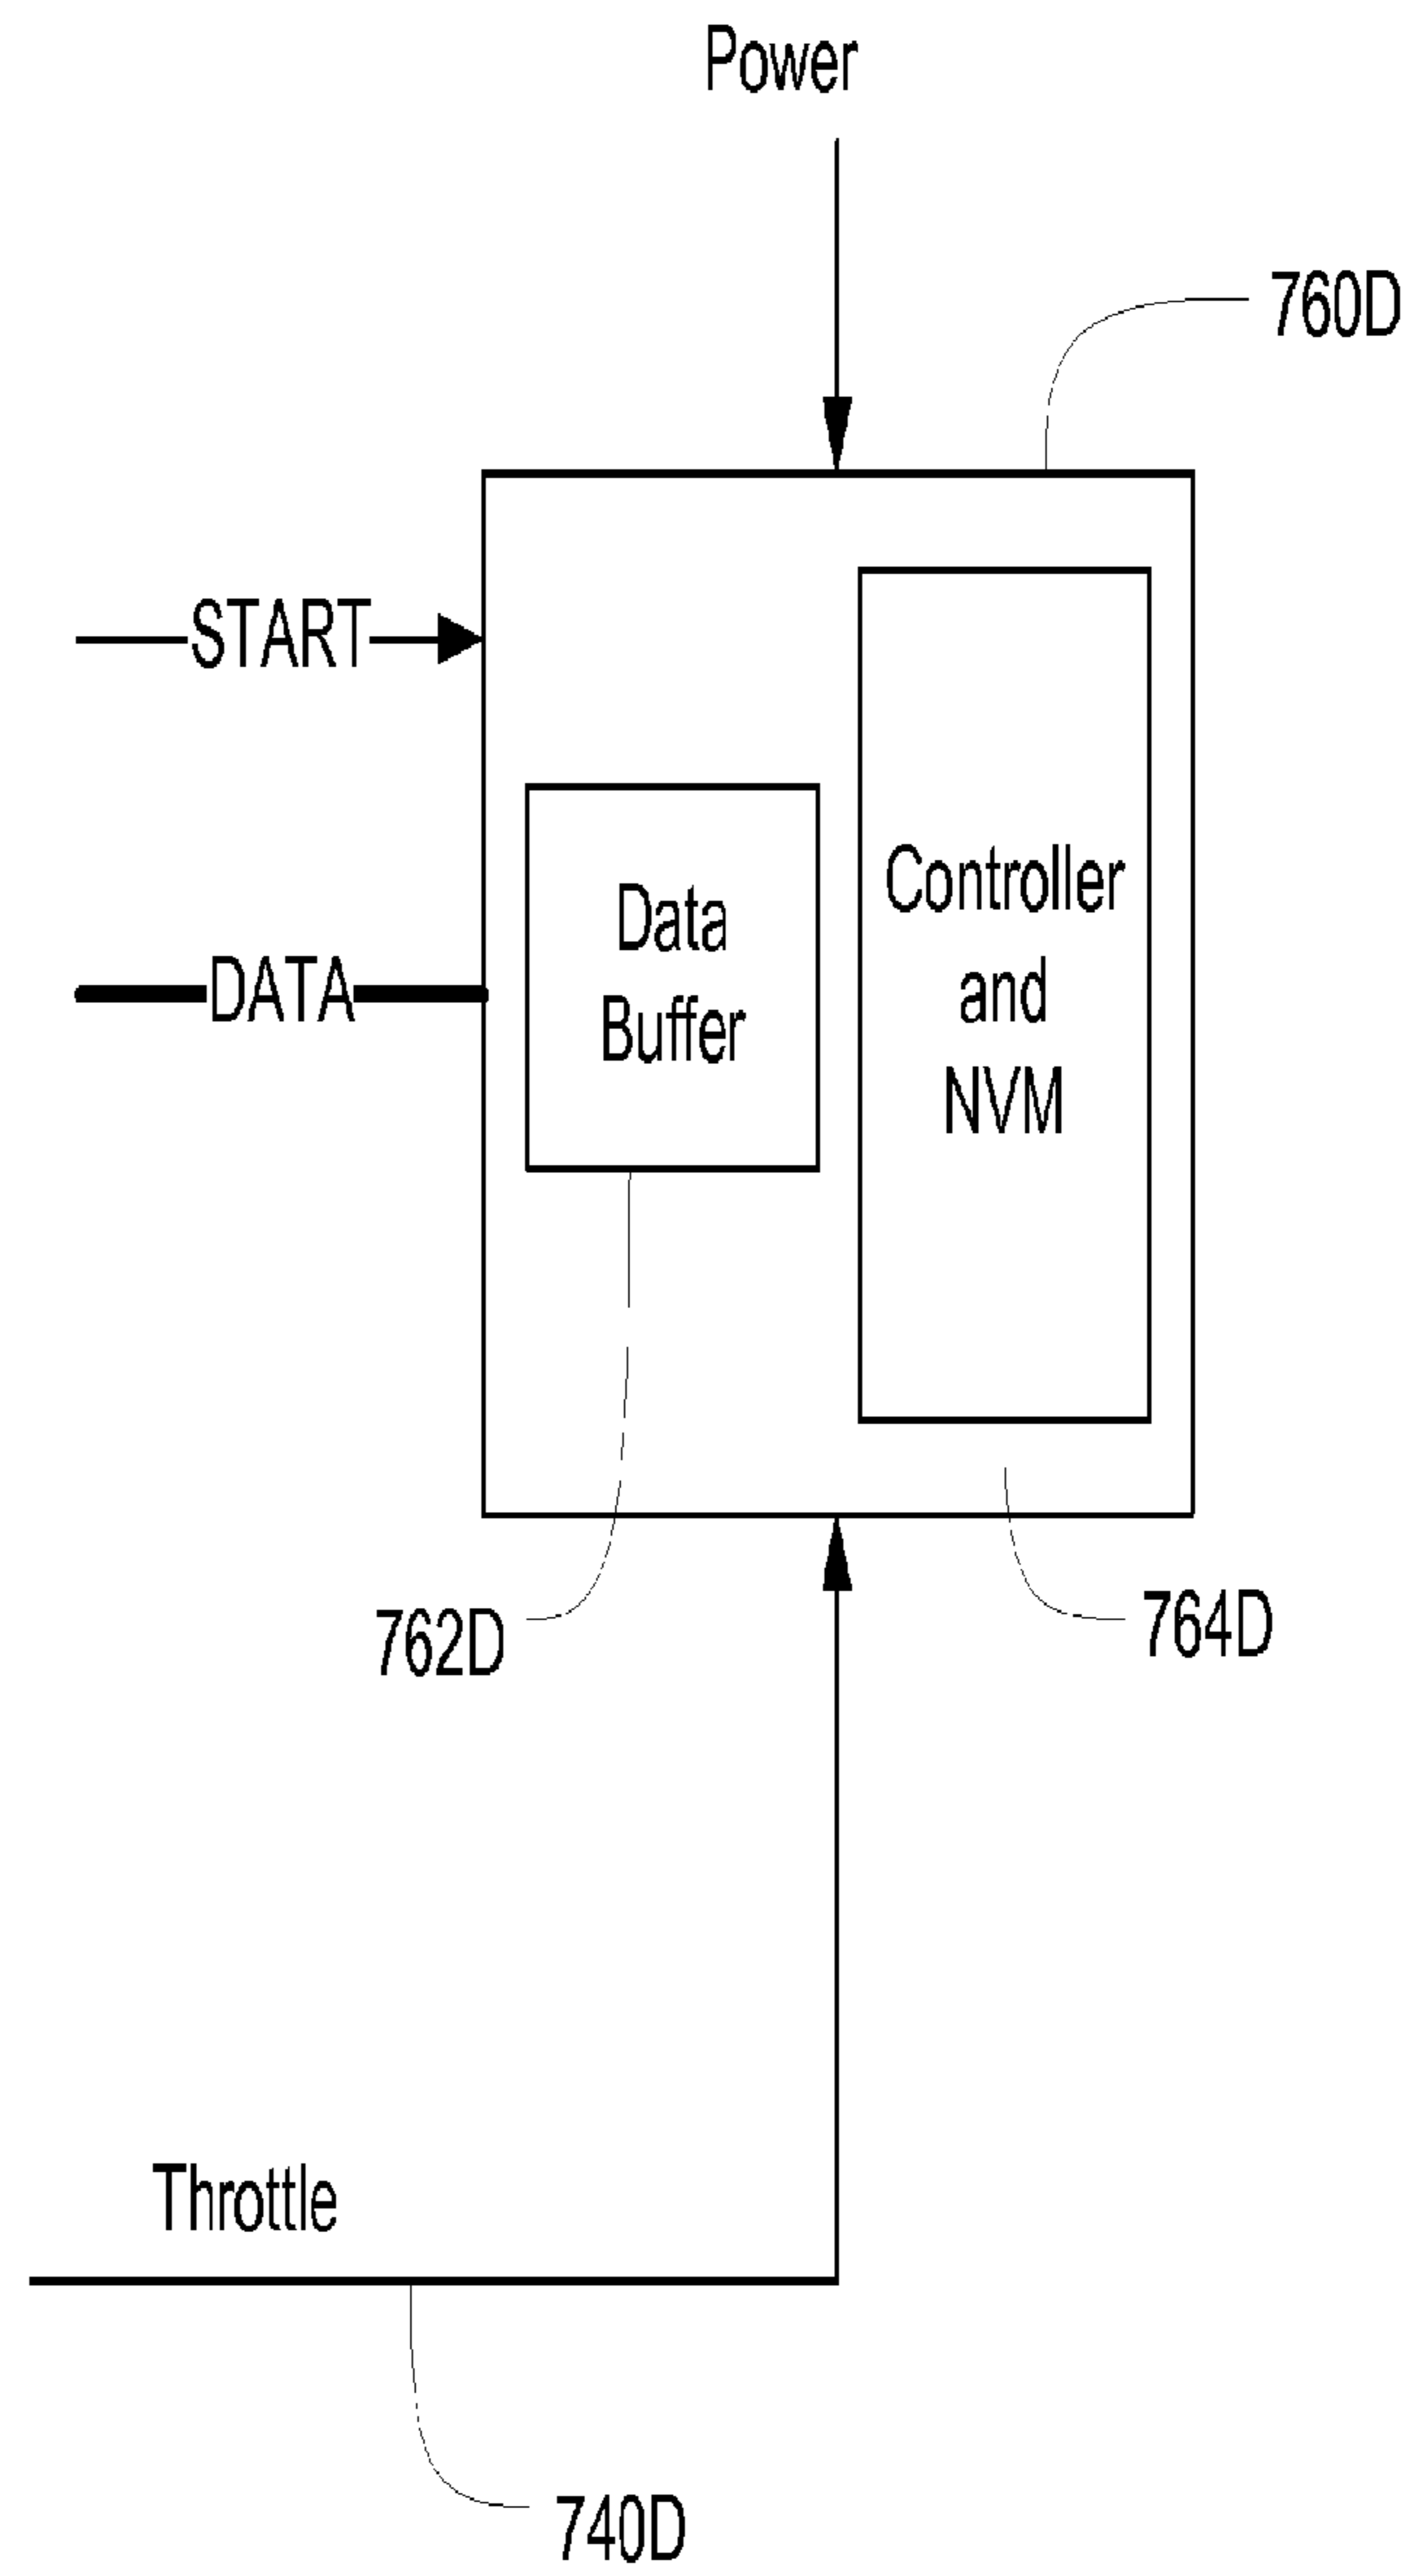 Power
760D
START
Controller
Data
and
DATA
Buffer
NVM
762D
764D
Throttle
740D